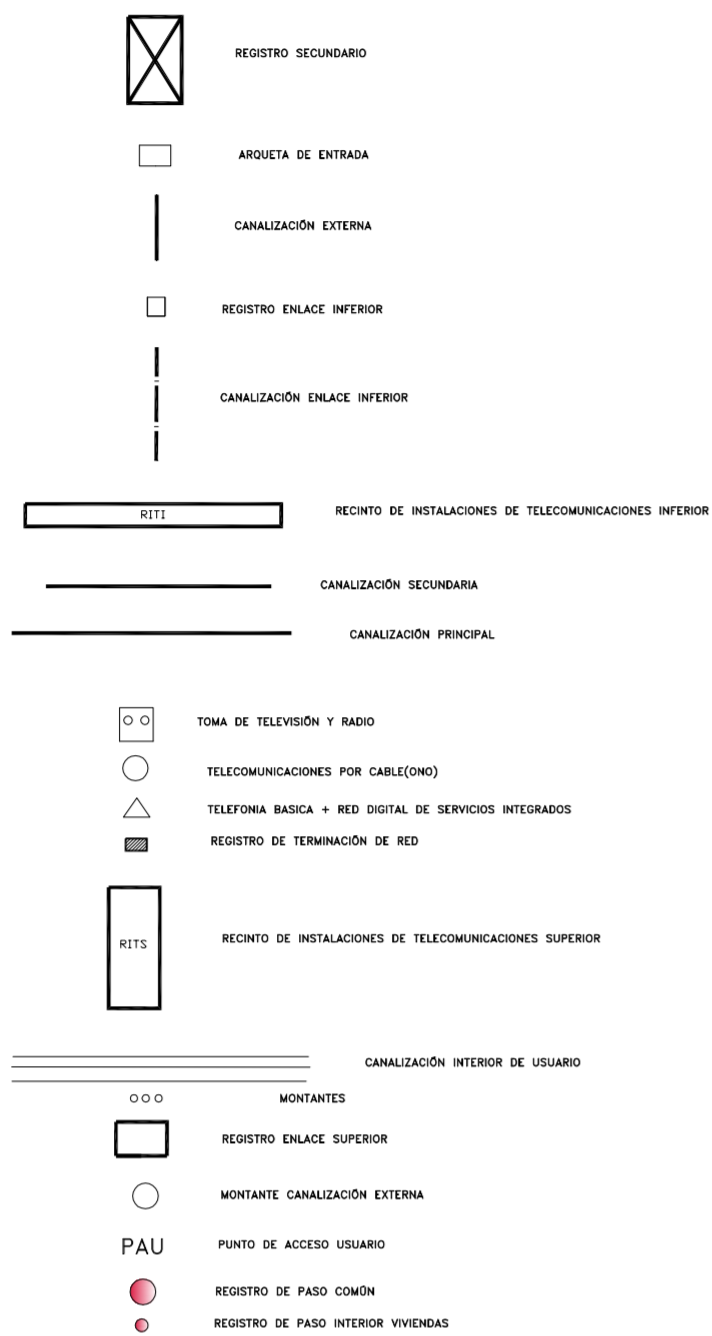 REGISTRO SECUNDARIO
ARQUETA DE ENTRADA
CANALIZACIÓN EXTERNA
REGISTRO ENLACE INFERIOR
CANALIZACIÓN ENLACE INFERIOR
RITI RECINTO DE INSTALACIONES DE TELECOMUNICACIONES INFERIOR
CANALIZACIÓN SECUNDARIA
CANALIZACIÓN PRINCIPAL
TOMA DE TELEVISIÓN Y RADIO
TELECOMUNICACIONES POR CABLE(ONO)
TELEFONIA BASICA + RED DIGITAL DE SERVICIOS INTEGRADOS
REGISTRO DE TERMINACIÓN DE RED
RITS RECINTO DE INSTALACIONES DE TELECOMUNICACIONES SUPERIOR
CANALIZACIÓN INTERIOR DE USUARIO
MONTANTES
REGISTRO ENLACE SUPERIOR
MONTANTE CANALIZACIÓN EXTERNA
PAU PUNTO DE ACCESO USUARIO
REGISTRO DE PASO COMÚN
REGISTRO DE PASO INTERIOR VIVIENDAS